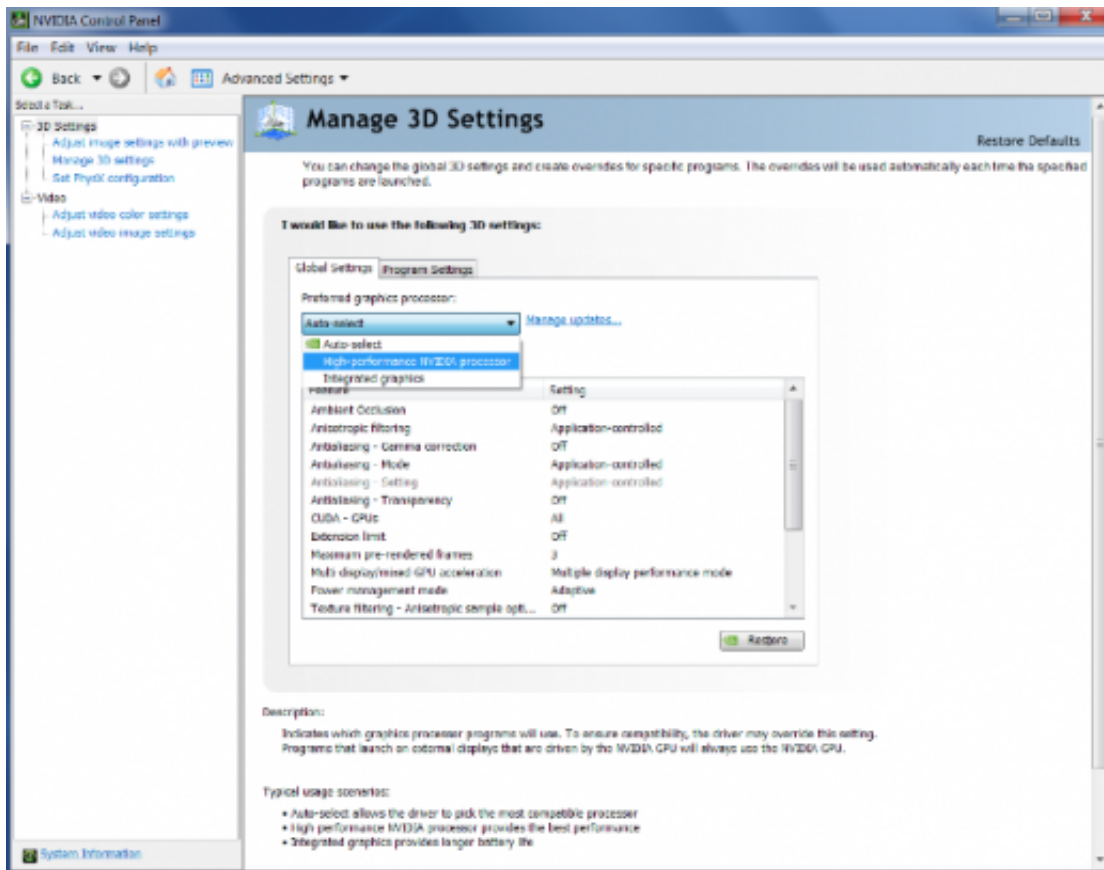 NVIDIA Control Panel
File Edit View Help
Back Advanced Settings
Select a Task...
3D Settings
Adjust image settings with preview
Manage 3D settings
Set PhysX configuration
Video
Adjust video color settings
Adjust video image settings
System Information
Manage 3D Settings
Restore Defaults
You can change the global 3D settings and create overrides for specific programs. The overrides will be used automatically each time the specified
programs are launched.
I would like to use the following 3D settings:
Global Settings Program Settings
Preferred graphics processor:
Auto-select Manage updates...
Auto-select
High-performance NVIDIA processor
Integrated graphics
Feature Setting
Ambient Occlusion Off
Anisotropic filtering Application-controlled
Antialiasing - Gamma correction Off
Antialiasing - Mode Application-controlled
Antialiasing - Setting Application-controlled
Antialiasing - Transparency Off
CUDA - GPUs All
Extension limit Off
Maximum pre-rendered frames 3
Multi display/mixed GPU acceleration Multiple display performance mode
Power management mode Adaptive
Texture filtering - Anisotropic sample opti... Off
Restore
Description:
Indicates which graphics processor programs will use. To ensure compatibility, the driver may override this setting.
Programs that launch on external displays that are driven by the NVIDIA GPU will always use the NVIDIA GPU.
Typical usage scenarios:
• Auto-select allows the driver to pick the most compatible processor
• High performance NVIDIA processor provides the best performance
• Integrated graphics provides longer battery life